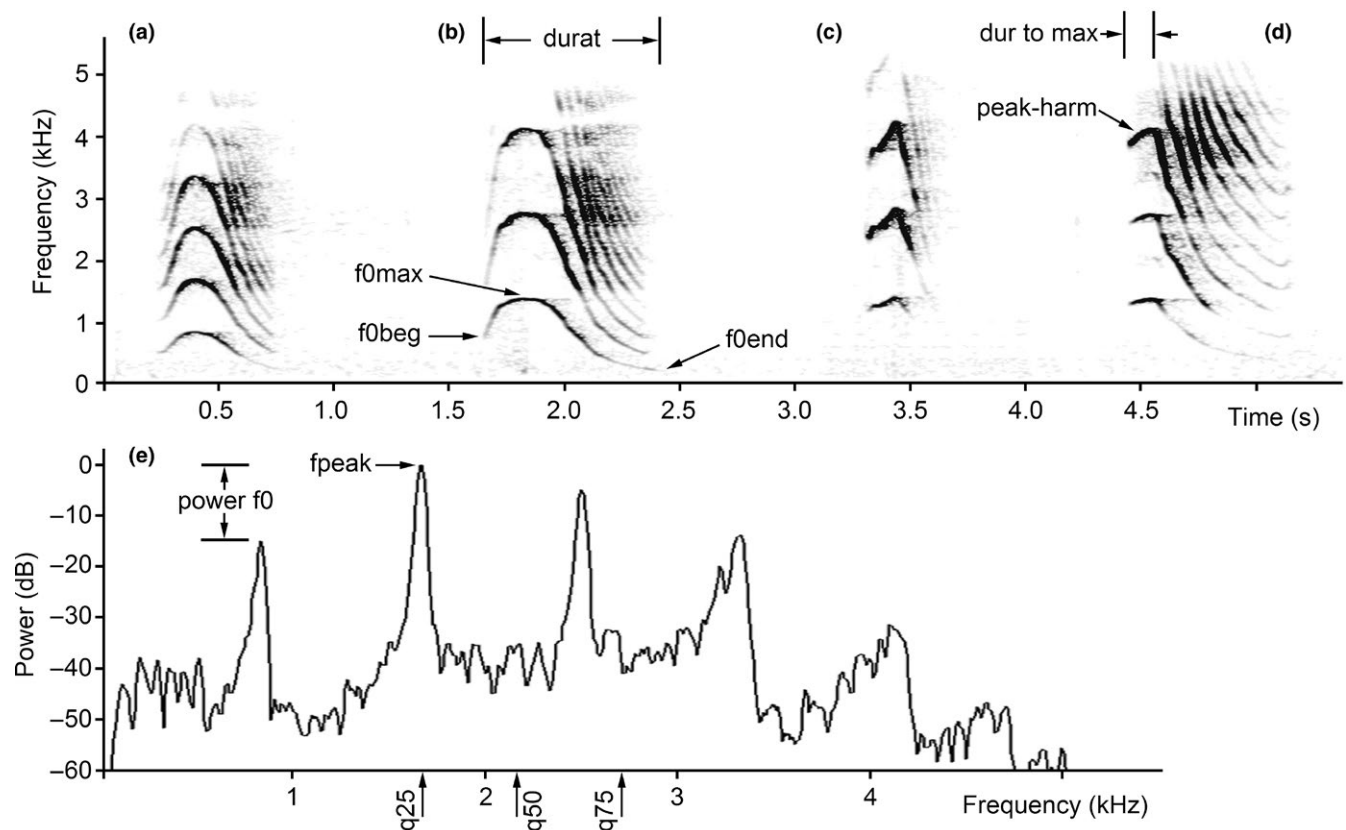 (a)
(b)
durat
(c)
dur to max
(d)
Frequency (kHz)
5
4
3
2
1
0
peak-harm
f0max
f0beg
f0end
0.5
1.0
1.5
2.0
2.5
3.0
3.5
4.0
4.5
Time (s)
(e)
Power (dB)
0
–10
–20
–30
–40
–50
–60
power f0
fpeak
1
q25
2
q50
q75
3
4
Frequency (kHz)